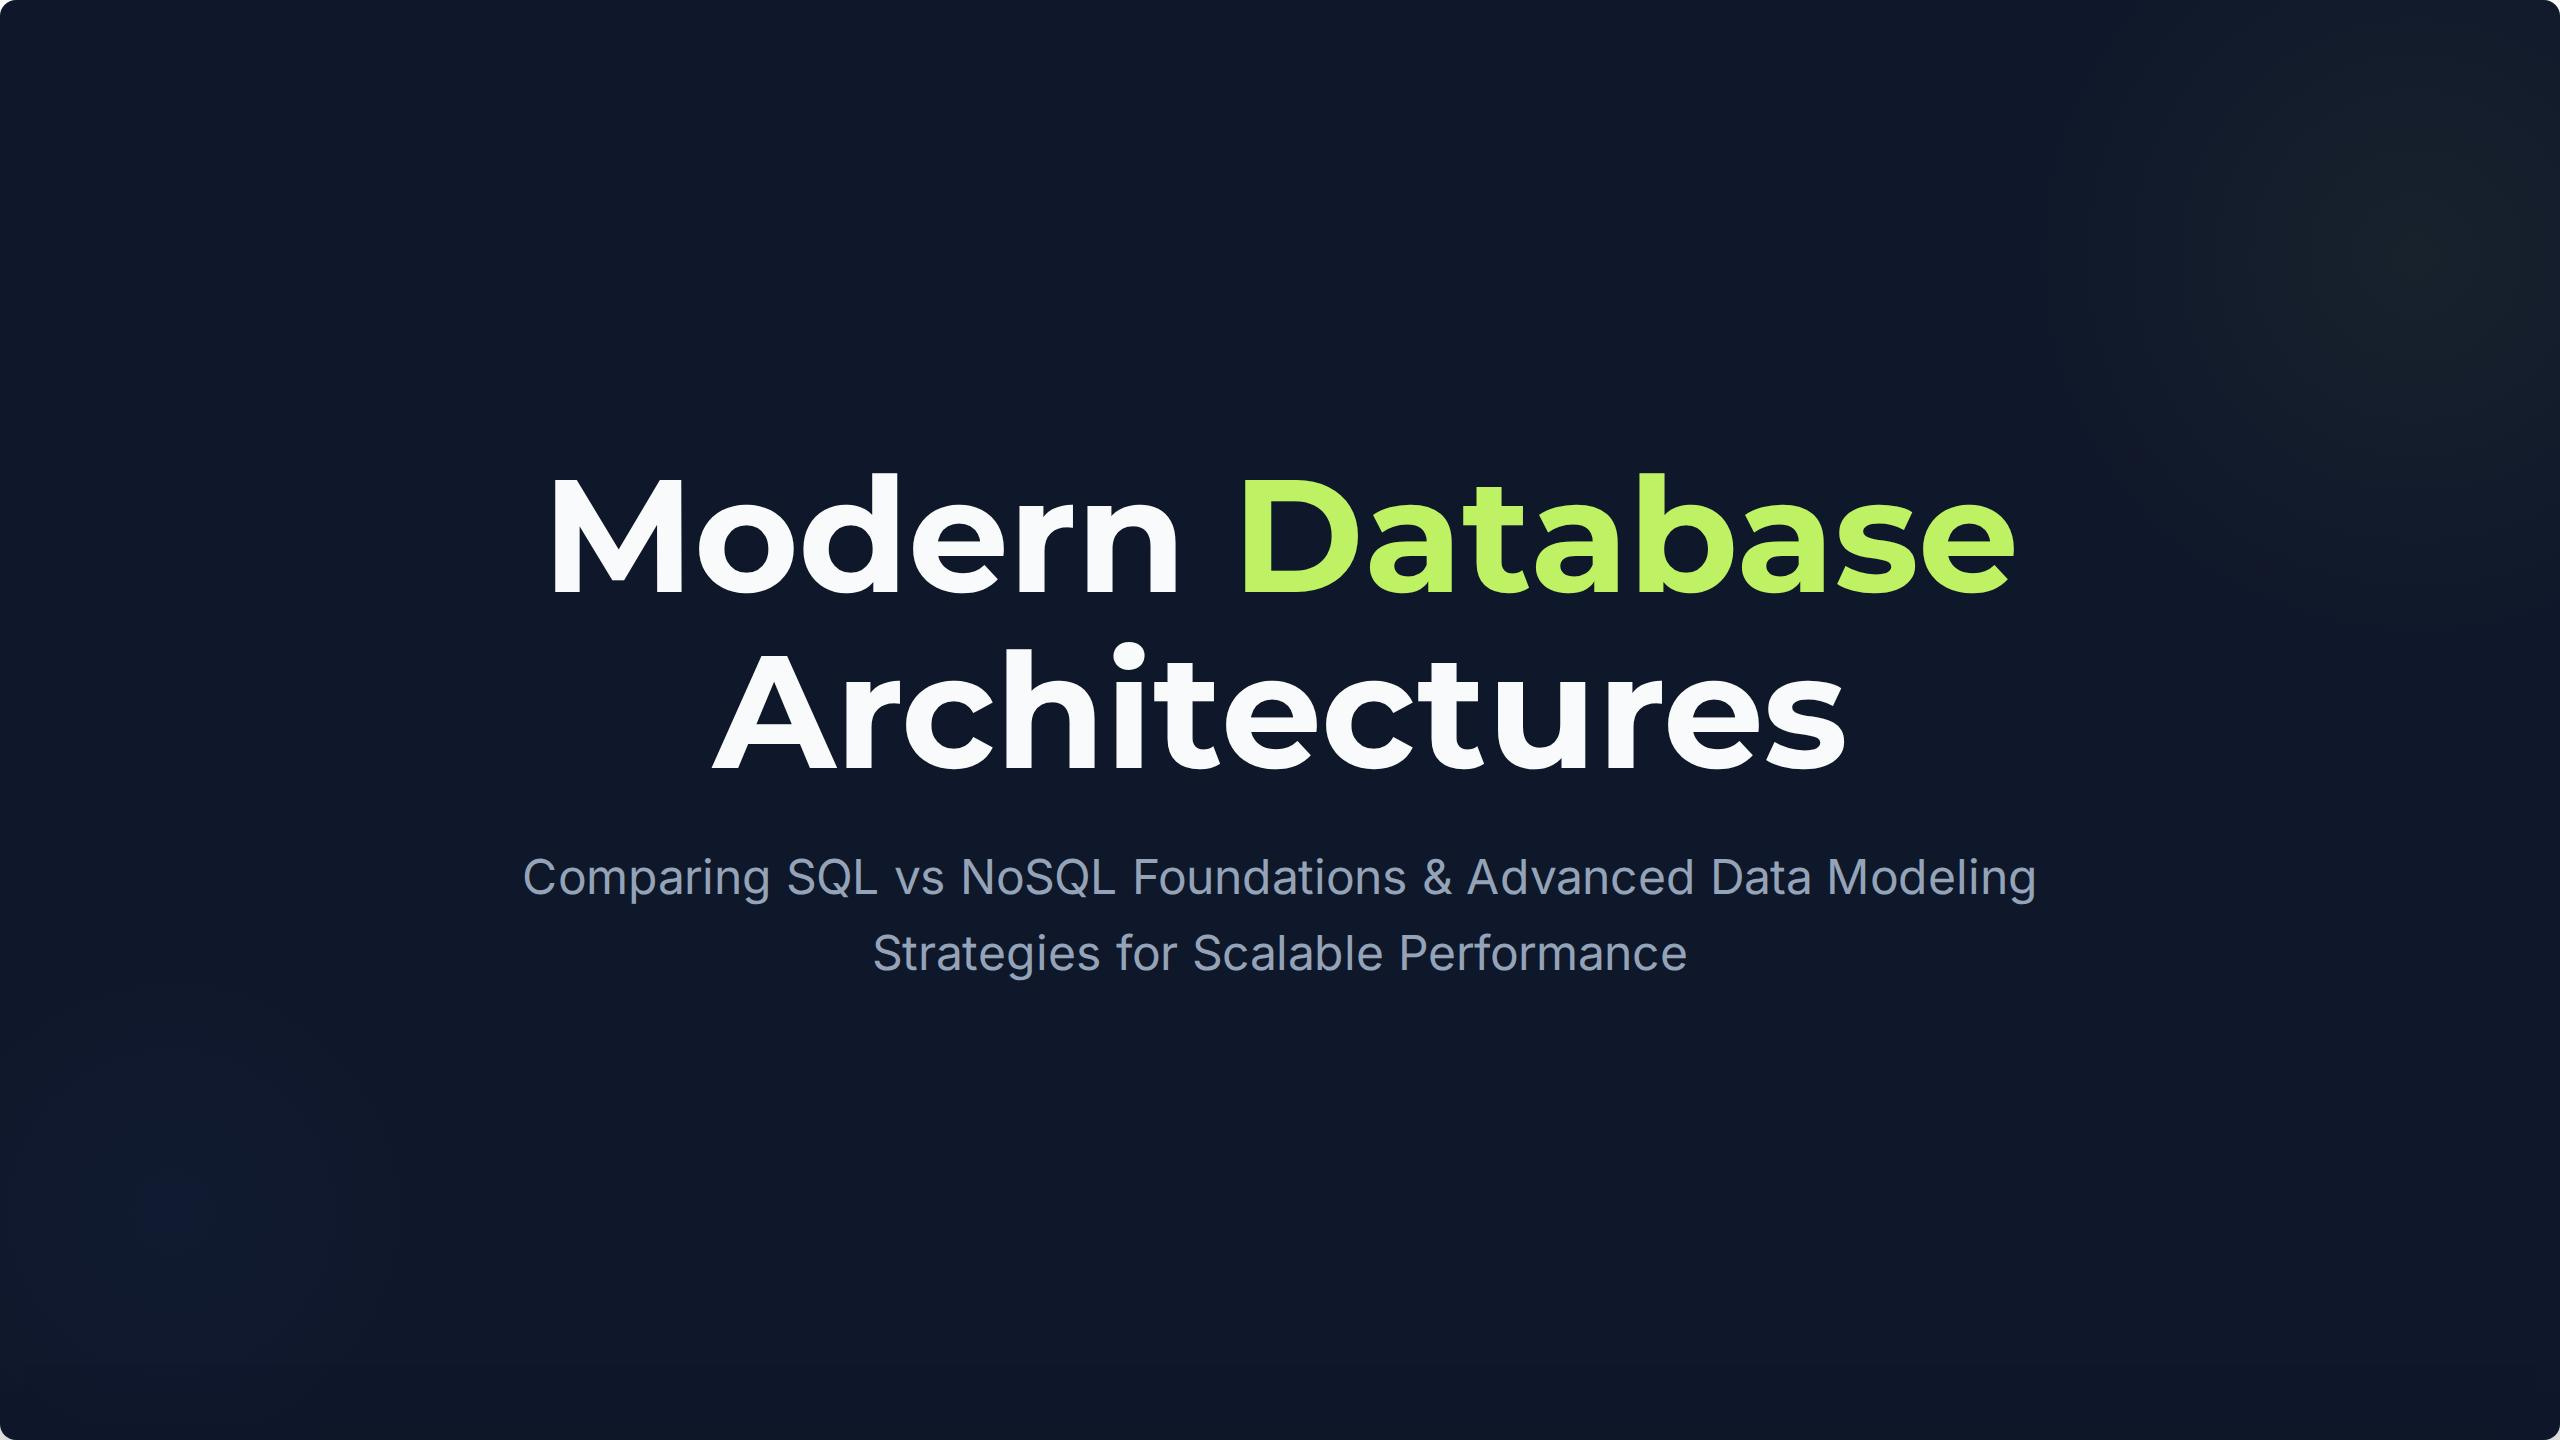 Modern Database
Architectures
Comparing SQL vs NoSQL Foundations & Advanced Data Modeling
Strategies for Scalable Performance